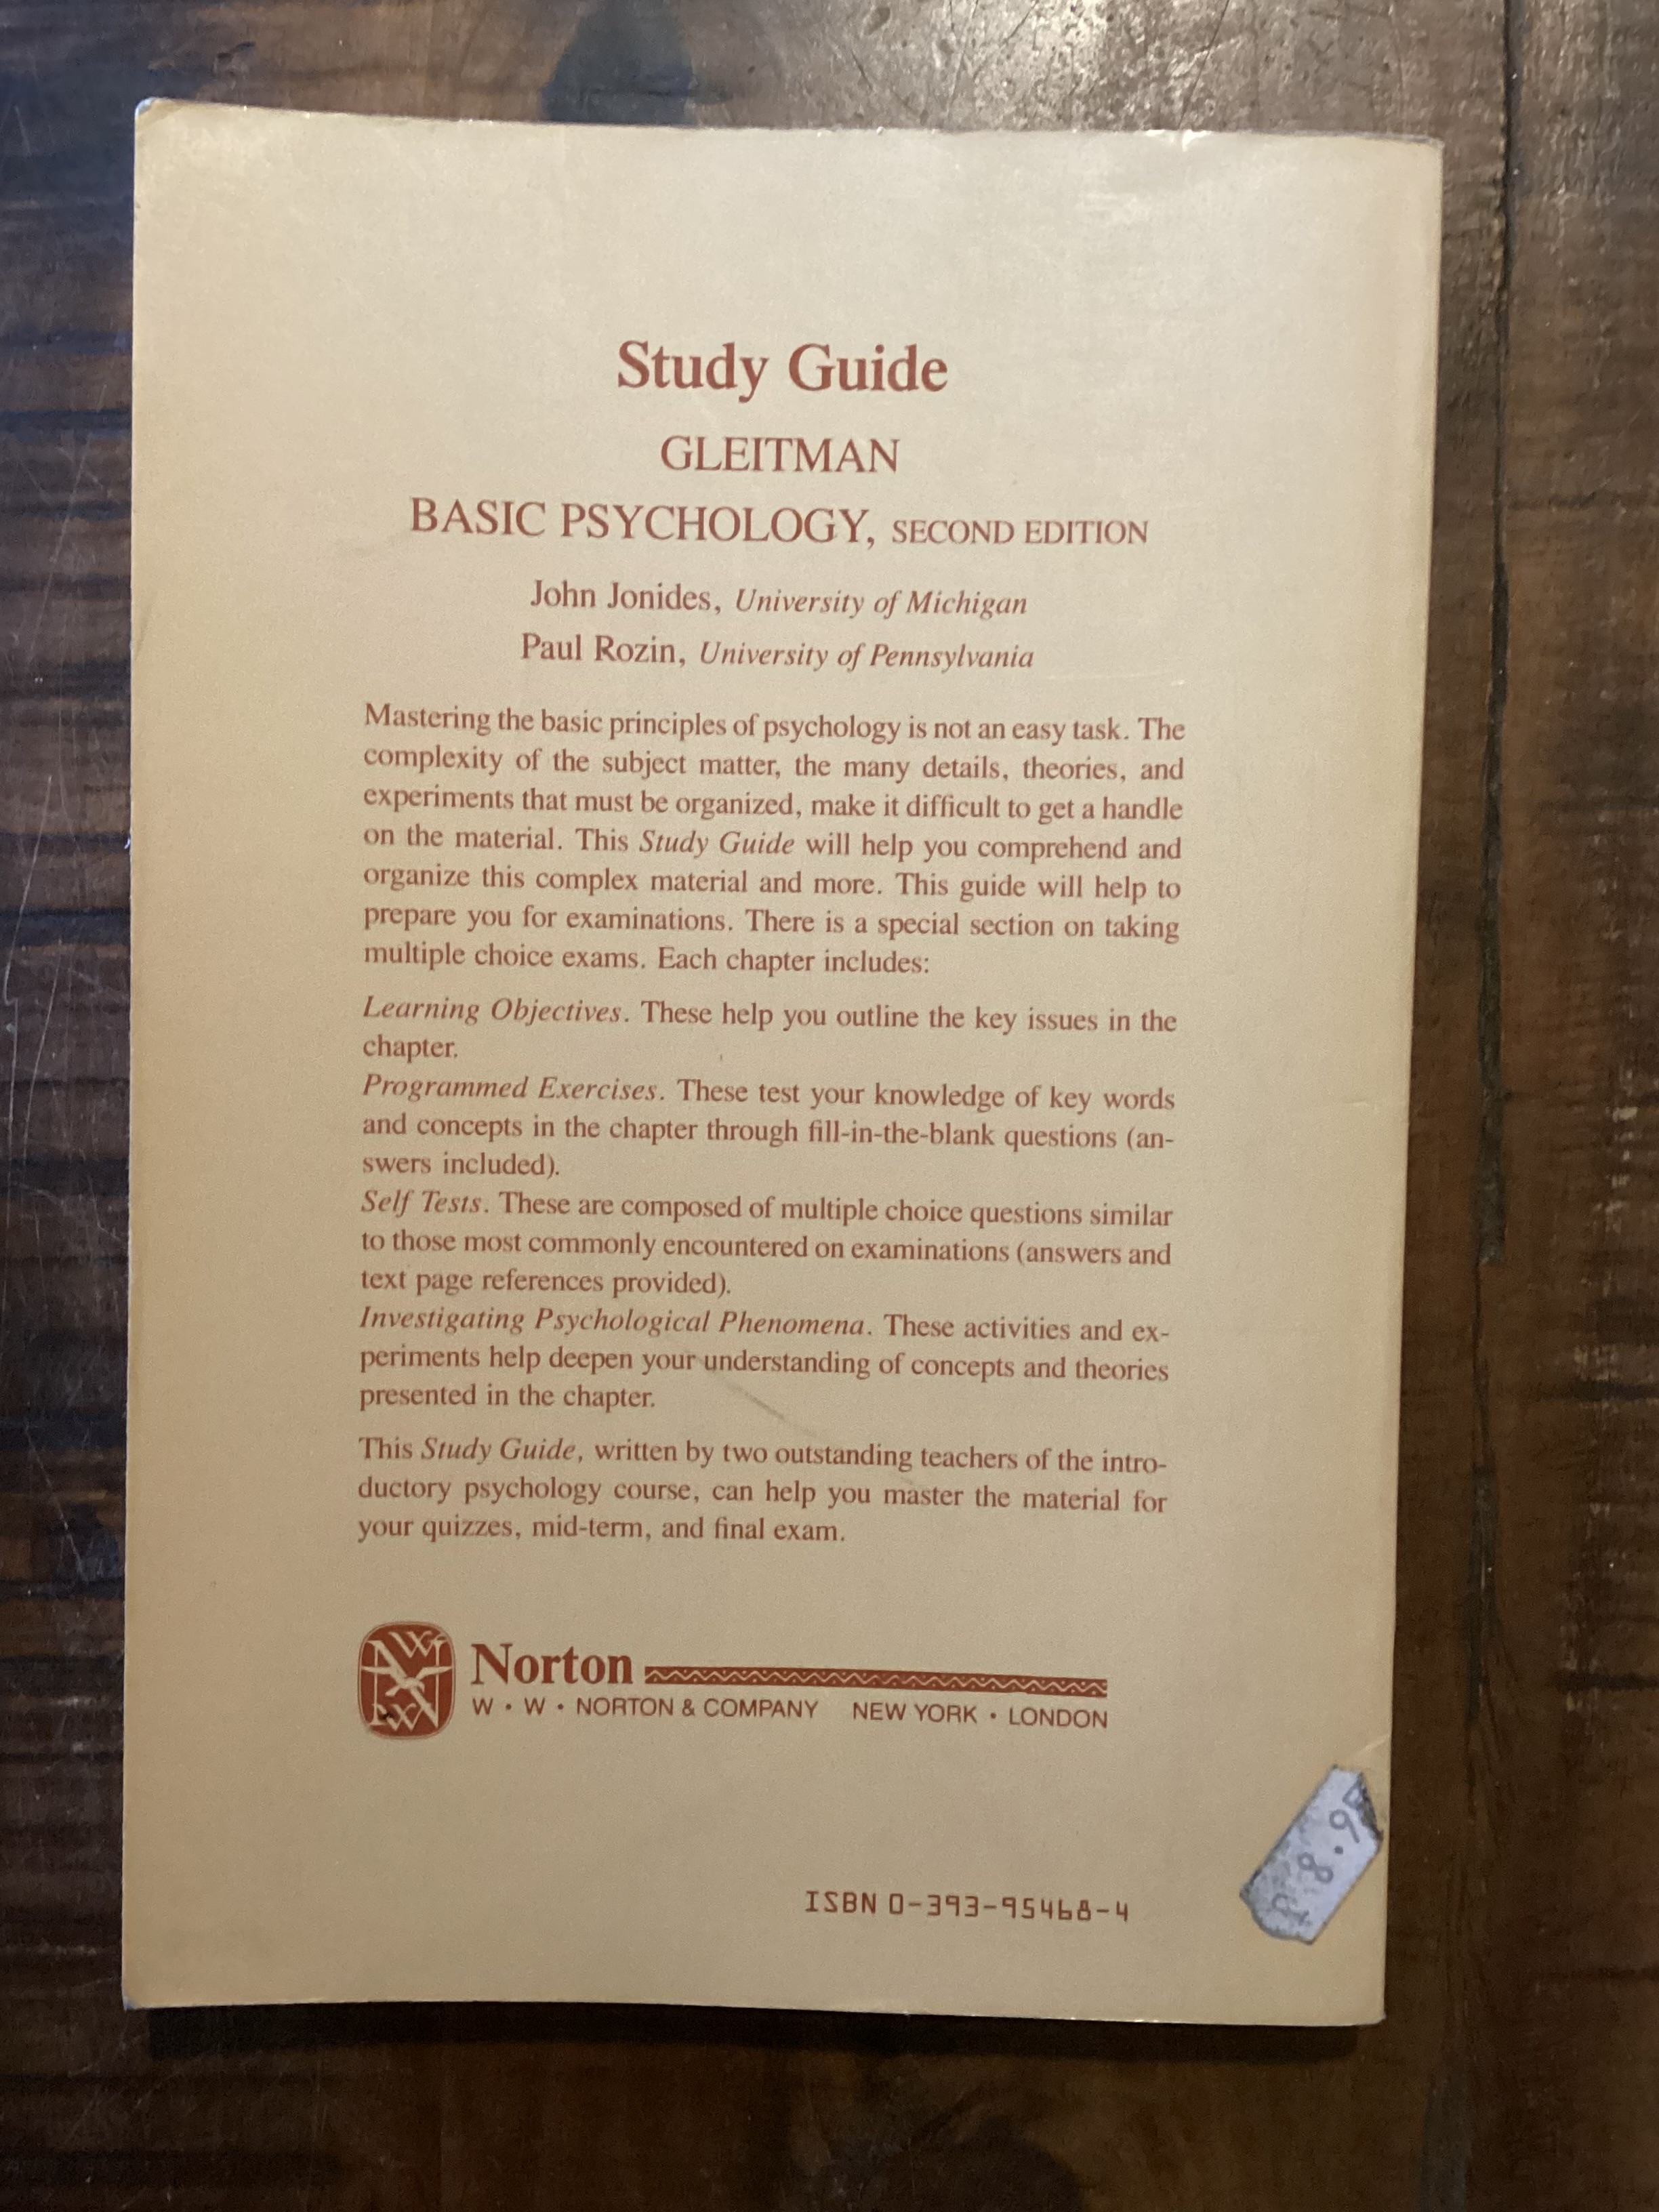 Study Guide
GLEITMAN
BASIC PSYCHOLOGY, SECOND EDITION
John Jonides, University of Michigan
Paul Rozin, University of Pennsylvania
Mastering the basic principles of psychology is not an easy task. The
complexity of the subject matter, the many details, theories, and
experiments that must be organized, make it difficult to get a handle
on the material. This Study Guide will help you comprehend and
organize this complex material and more. This guide will help to
prepare you for examinations. There is a special section on taking
multiple choice exams. Each chapter includes:
Learning Objectives. These help you outline the key issues in the
chapter.
Programmed Exercises. These test your knowledge of key words
and concepts in the chapter through fill-in-the-blank questions (an-
swers included).
Self Tests. These are composed of multiple choice questions similar
to those most commonly encountered on examinations (answers and
text page references provided).
Investigating Psychological Phenomena. These activities and ex-
periments help deepen your understanding of concepts and theories
presented in the chapter.
This Study Guide, written by two outstanding teachers of the intro-
ductory psychology course, can help you master the material for
your quizzes, mid-term, and final exam.
Norton
W • W • NORTON & COMPANY NEW YORK • LONDON
ISBN 0-393-95468-4